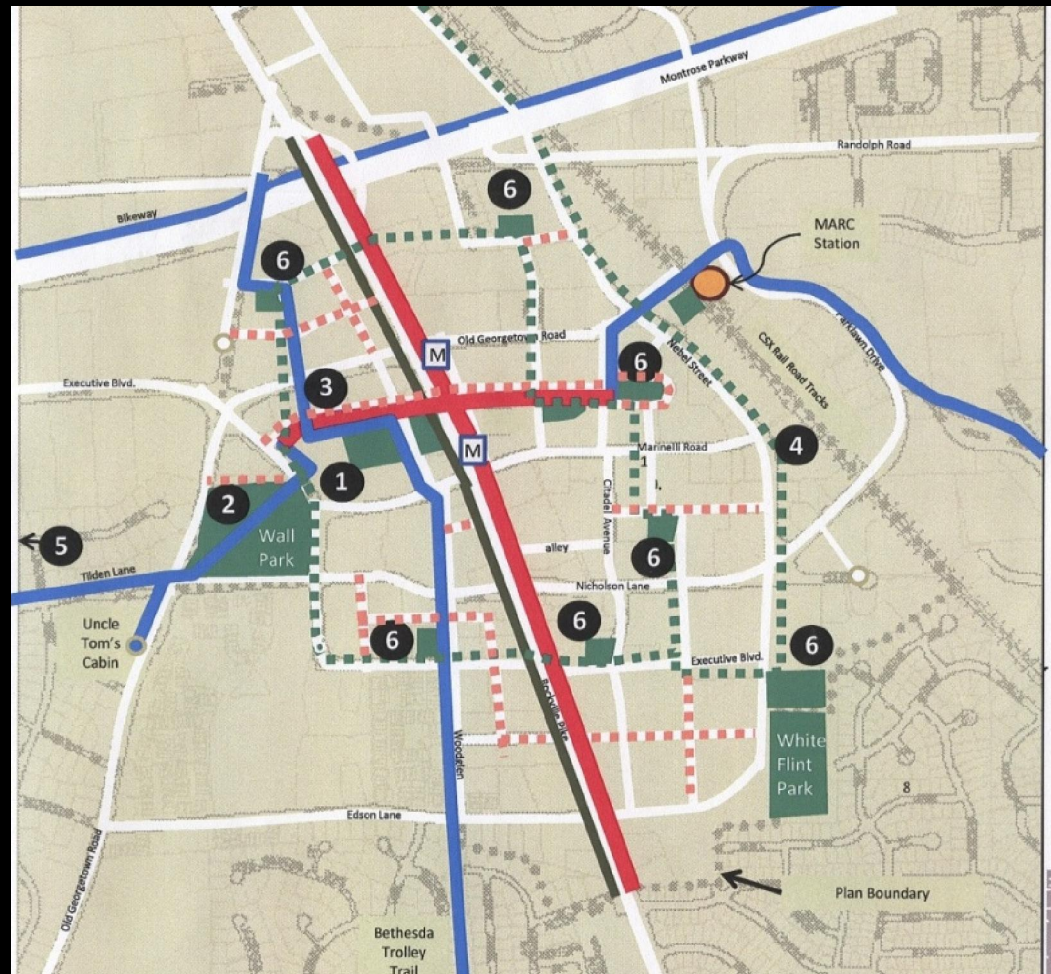 Montrose Parkway
Randolph Road
6
Bikeway
MARC
Station
6
Old Georgetown Road
M
Nebel Street
CSX Rail Road Tracks
Parklawn Drive
6
Executive Blvd.
3
M
Marinelli Road
4
1
1
2
Wall
Park
Citadel Avenue
5
alley
6
Tilden Lane
Nicholson Lane
Uncle
Tom's
Cabin
6
6
6
Executive Blvd.
Rockville Pike
White
Flint
Park
Woodglen
8
Edson Lane
Old Georgetown Road
Plan Boundary
Bethesda
Trolley
Trail